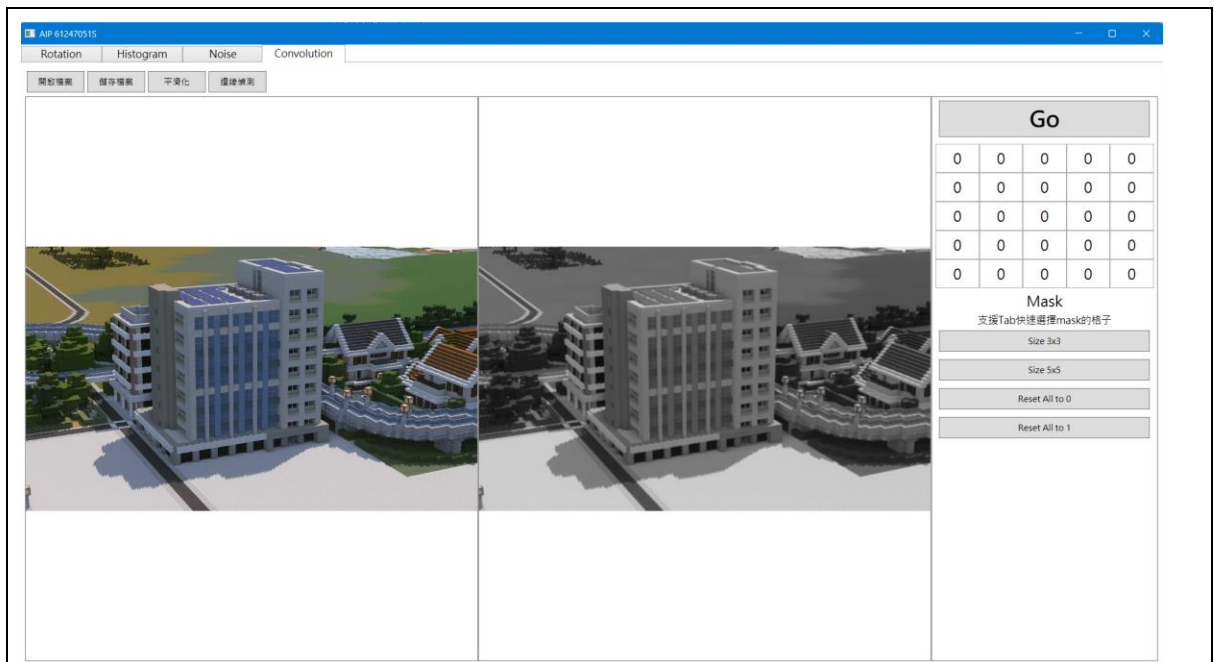 AIP 61247051S
Rotation Histogram Noise Convolution
開啟檔案 儲存檔案 平滑化 邊緣偵測
Go
0 0 0 0 0
0 0 0 0 0
0 0 0 0 0
0 0 0 0 0
0 0 0 0 0
Mask
支援Tab快速選擇mask的格子
Size 3x3
Size 5x5
Reset All to 0
Reset All to 1